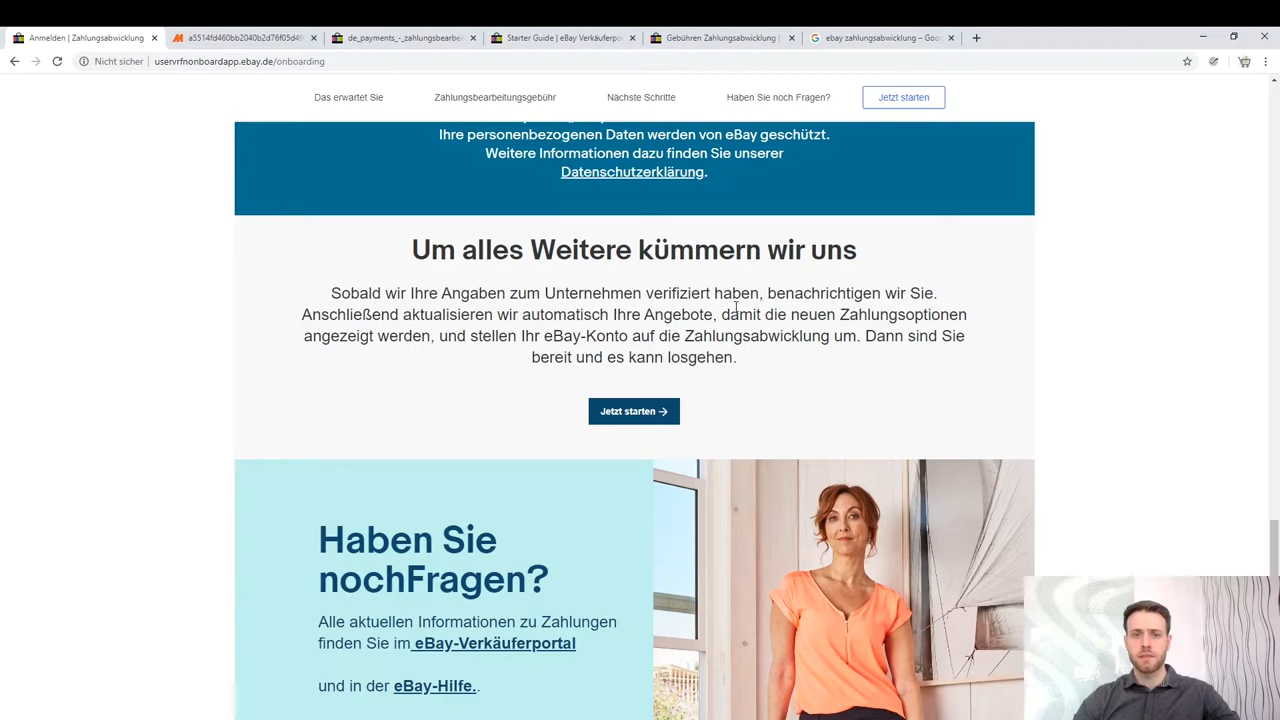 Anmelden | Zahlungsabwicklung
a5514fd460bb2040b2d76f05d49
de_payments_-_zahlungsbearbei
Starter Guide | eBay Verkäuferpo
Gebühren Zahlungsabwicklung |
ebay zahlungsabwicklung – Goo
Nicht sicher
uservrfnonboardapp.ebay.de/onboarding
Das erwartet Sie
Zahlungsbearbeitungsgebühr
Nächste Schritte
Haben Sie noch Fragen?
Jetzt starten
Ihre personenbezogenen Daten werden von eBay geschützt.
Weitere Informationen dazu finden Sie unserer
Datenschutzerklärung.
Um alles Weitere kümmern wir uns
Sobald wir Ihre Angaben zum Unternehmen verifiziert haben, benachrichtigen wir Sie.
Anschließend aktualisieren wir automatisch Ihre Angebote, damit die neuen Zahlungsoptionen
angezeigt werden, und stellen Ihr eBay-Konto auf die Zahlungsabwicklung um. Dann sind Sie
bereit und es kann losgehen.
Jetzt starten →
Haben Sie
nochFragen?
Alle aktuellen Informationen zu Zahlungen
finden Sie im eBay-Verkäuferportal
und in der eBay-Hilfe..